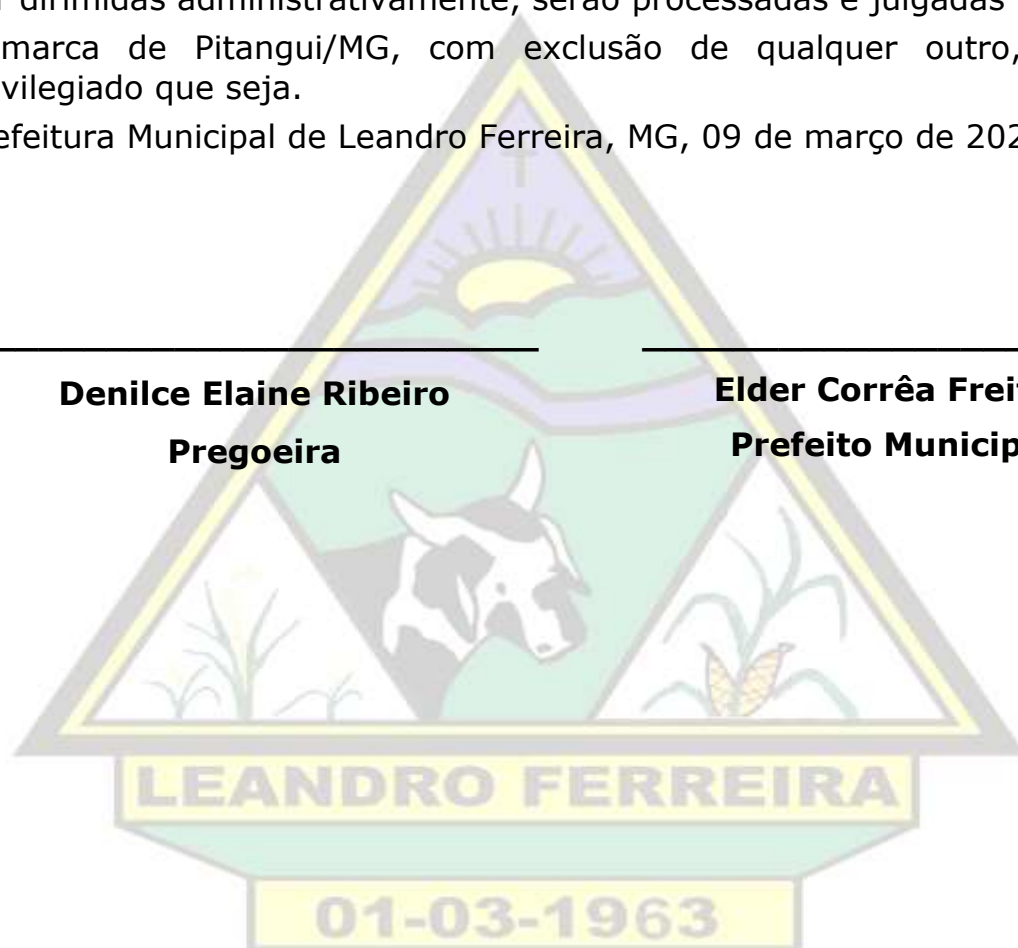 r dirimidas administrativamente, serão processadas e julgadas
marca de Pitangui/MG, com exclusão de qualquer outro,
vilegiado que seja.
efeitura Municipal de Leandro Ferreira, MG, 09 de março de 202
Denilce Elaine Ribeiro
Pregoeira
Elder Corrêa Frei
Prefeito Municip
LEANDRO FERREIRA
01-03-1963